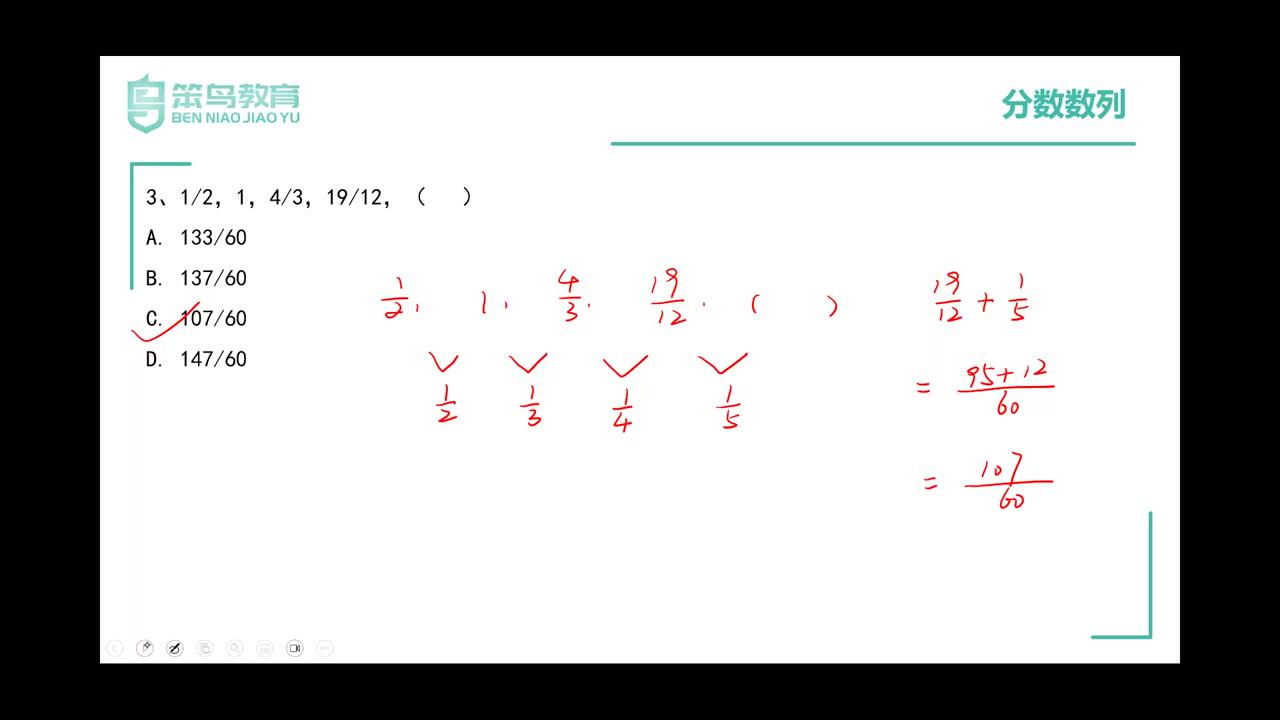 笨鸟教育
BEN NIAO JIAO YU
分数数列
3、1/2, 1, 4/3, 19/12, （ ）
A. 133/60
B. 137/60
C. 107/60
D. 147/60
1/2, 1, 4/3, 19/12, ( )
1/2 1/3 1/4 1/5
19/12 + 1/5
= 95+12/60
= 107/60